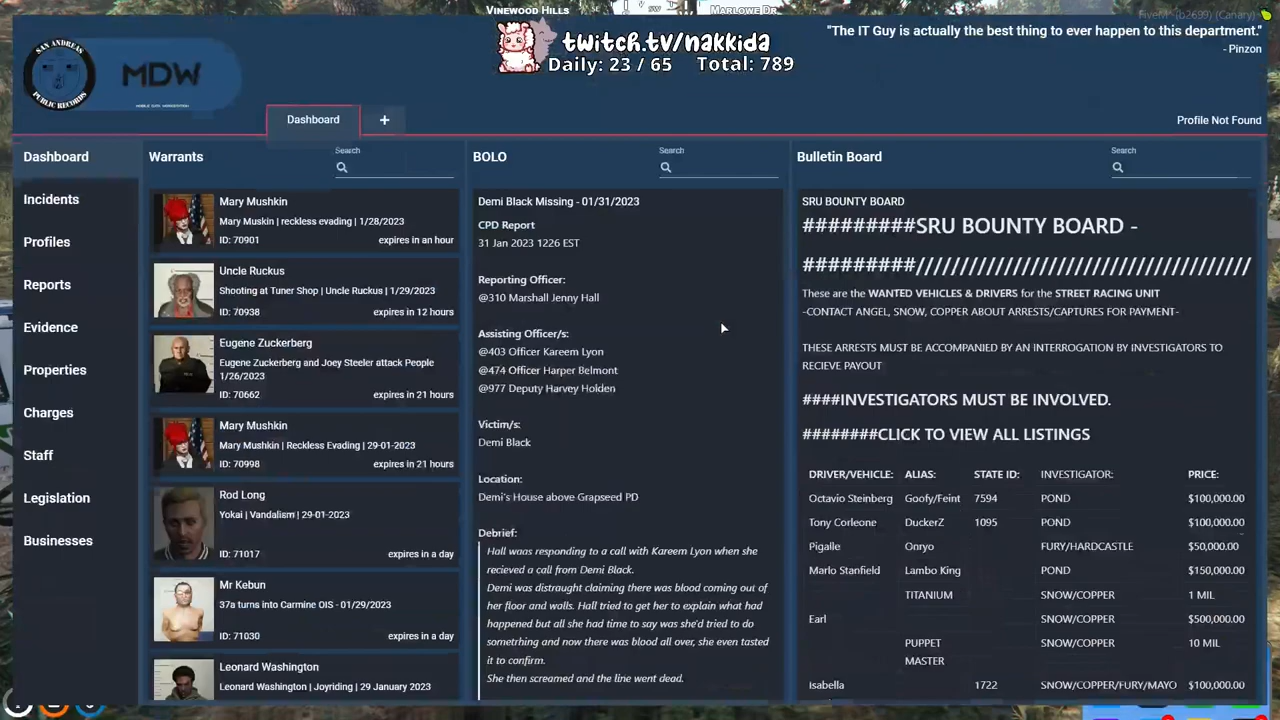 VINEWOOD HILLS
SW
MARLOWE DR
FiveM - [b2699) (Canary)
twitch.tv/nakkida
Daily: 23 / 65 Total: 789
"The IT Guy is actually the best thing to ever happen to this department."
- Pinzon
SAN ANDREAS
PUBLIC RECORDS
MDW
MOBILE DATA WORKSTATION
Dashboard
+
Profile Not Found
Dashboard
Incidents
Profiles
Reports
Evidence
Properties
Charges
Staff
Legislation
Businesses
Warrants
Search
Mary Mushkin
Mary Muskin | reckless evading | 1/28/2023
ID: 70901 expires in an hour
Uncle Ruckus
Shooting at Tuner Shop | Uncle Ruckus | 1/29/2023
ID: 70938 expires in 12 hours
Eugene Zuckerberg
Eugene Zuckerberg and Joey Steeler attack People
1/26/2023
ID: 70662 expires in 21 hours
Mary Mushkin
Mary Mushkin | Reckless Evading | 29-01-2023
ID: 70998 expires in 21 hours
Rod Long
Yokai | Vandalism | 29-01-2023
ID: 71017 expires in a day
Mr Kebun
37a turns into Carmine OIS - 01/29/2023
ID: 71030 expires in a day
Leonard Washington
Leonard Washington | Joyriding | 29 January 2023
BOLO
Search
Demi Black Missing - 01/31/2023
CPD Report
31 Jan 2023 1226 EST
Reporting Officer:
@310 Marshall Jenny Hall
Assisting Officer/s:
@403 Officer Kareem Lyon
@474 Officer Harper Belmont
@977 Deputy Harvey Holden
Victim/s:
Demi Black
Location:
Demi's House above Grapseed PD
Debrief:
Hall waas responding to a call with Kareem Lyon when she
recieved a call from Demi Black.
Demi was distraught claiming there was blood coming out of
her floor and walls. Hall tried to get her to explain what had
happened but all she had time to say was she'd tried to do
sometrhing and now there was blood all over, she even tasted
it to confirm.
She then screamed and the line went dead.
Bulletin Board
Search
SRU BOUNTY BOARD
#########SRU BOUNTY BOARD -
#########///////////////////////////////////////
These are the WANTED VEHICLES & DRIVERS for the STREET RACING UNIT
-CONTACT ANGEL, SNOW, COPPER ABOUT ARRESTS/CAPTURES FOR PAYMENT-
THESE ARRESTS MUST BE ACCOMPANIED BY AN INTERROGATION BY INVESTIGATORS TO
RECIEVE PAYOUT
####INVESTIGATORS MUST BE INVOLVED.
########CLICK TO VIEW ALL LISTINGS
DRIVER/VEHICLE: ALIAS: STATE ID: INVESTIGATOR: PRICE:
Octavio Steinberg Goofy/Feint 7594 POND $100,000.00
Tony Corleone DuckerZ 1095 POND $100,000.00
Pigalle Onryo FURY/HARDCASTLE $50,000.00
Marlo Stanfield Lambo King POND $150,000.00
TITANIUM SNOW/COPPER 1 MIL
Earl SNOW/COPPER $500,000.00
PUPPET SNOW/COPPER 10 MIL
MASTER
Isabella 1722 SNOW/COPPER/FURY/MAYO $100,000.00